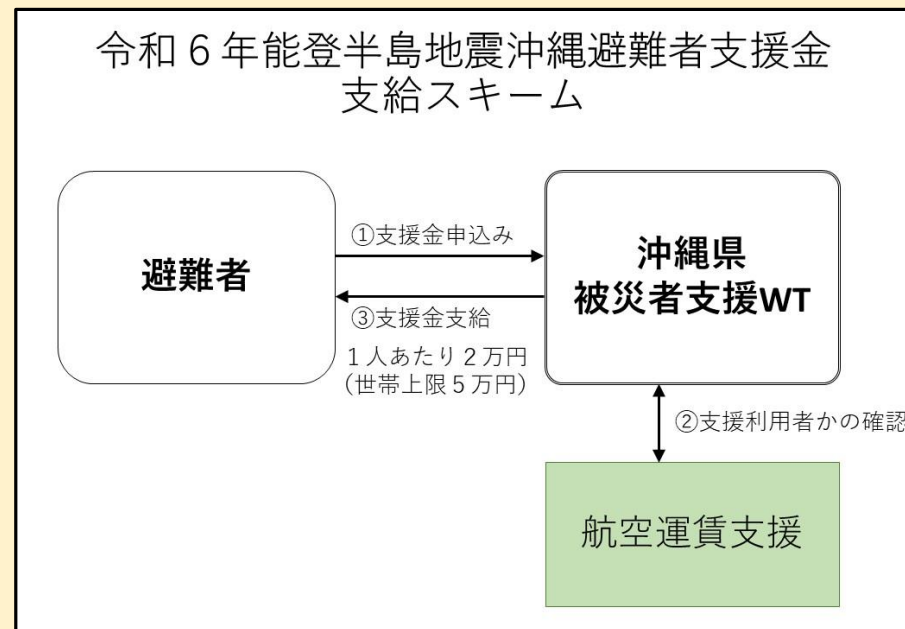 令和６年能登半島地震沖縄避難者支援金
支給スキーム
避難者
①支援金申込み
③支援金支給
１人あたり２万円
(世帯上限５万円)
沖縄県
被災者支援WT
②支援利用者かの確認
航空運賃支援